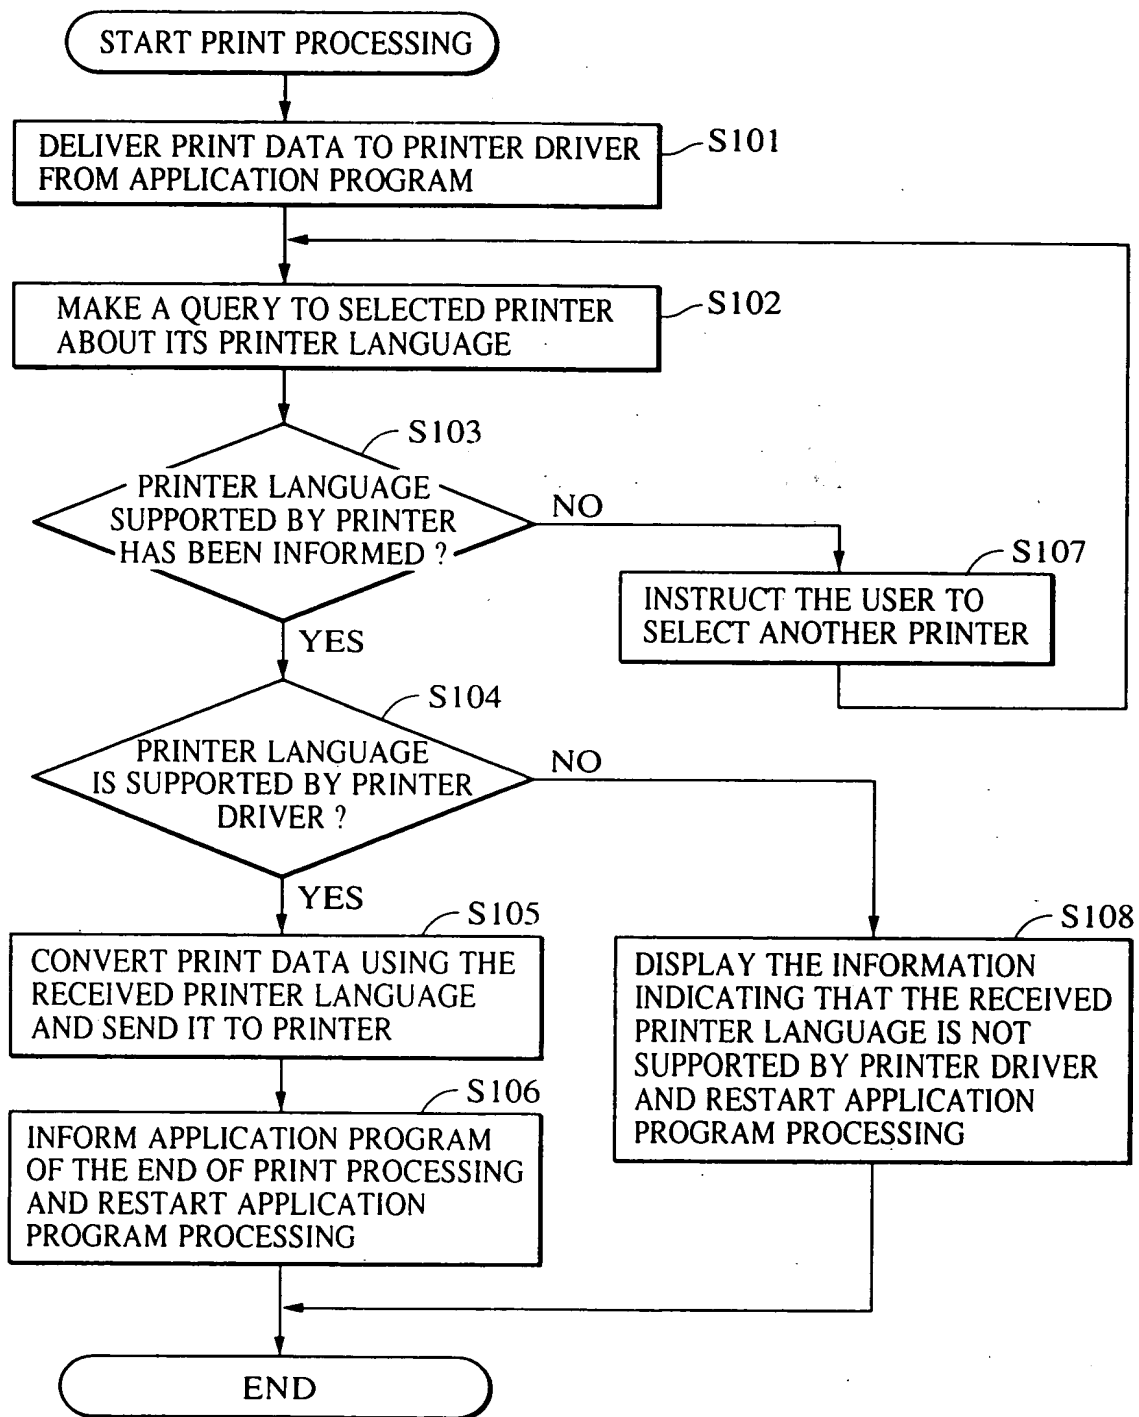 START PRINT PROCESSING
DELIVER PRINT DATA TO PRINTER DRIVER
FROM APPLICATION PROGRAM
S101
MAKE A QUERY TO SELECTED PRINTER
ABOUT ITS PRINTER LANGUAGE
S102
S103
PRINTER LANGUAGE
SUPPORTED BY PRINTER
HAS BEEN INFORMED ?
NO
YES
S107
INSTRUCT THE USER TO
SELECT ANOTHER PRINTER
S104
PRINTER LANGUAGE
IS SUPPORTED BY PRINTER
DRIVER ?
NO
YES
S105
CONVERT PRINT DATA USING THE
RECEIVED PRINTER LANGUAGE
AND SEND IT TO PRINTER
S108
DISPLAY THE INFORMATION
INDICATING THAT THE RECEIVED
PRINTER LANGUAGE IS NOT
SUPPORTED BY PRINTER DRIVER
AND RESTART APPLICATION
PROGRAM PROCESSING
S106
INFORM APPLICATION PROGRAM
OF THE END OF PRINT PROCESSING
AND RESTART APPLICATION
PROGRAM PROCESSING
END